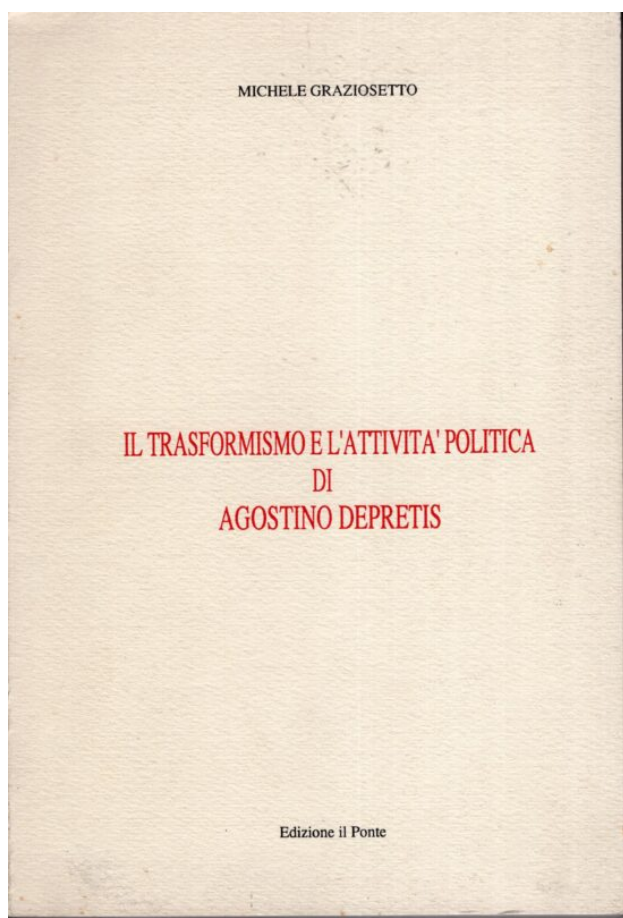 MICHELE GRAZIOSETTO
IL TRASFORMISMO E L'ATTIVITA' POLITICA
DI
AGOSTINO DEPRETIS
Edizione il Ponte